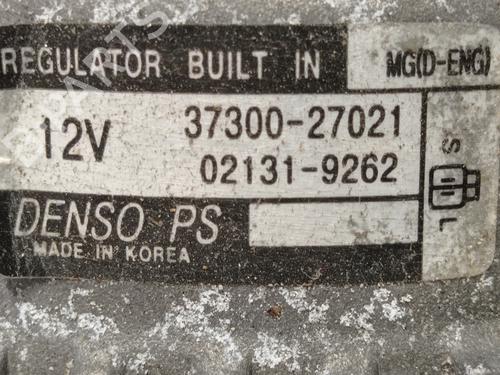 REGULATOR BUILT IN
MG(D-ENG)
12V
37300-27021
02131-9262
S
L
DENSO PS
MADE IN KOREA